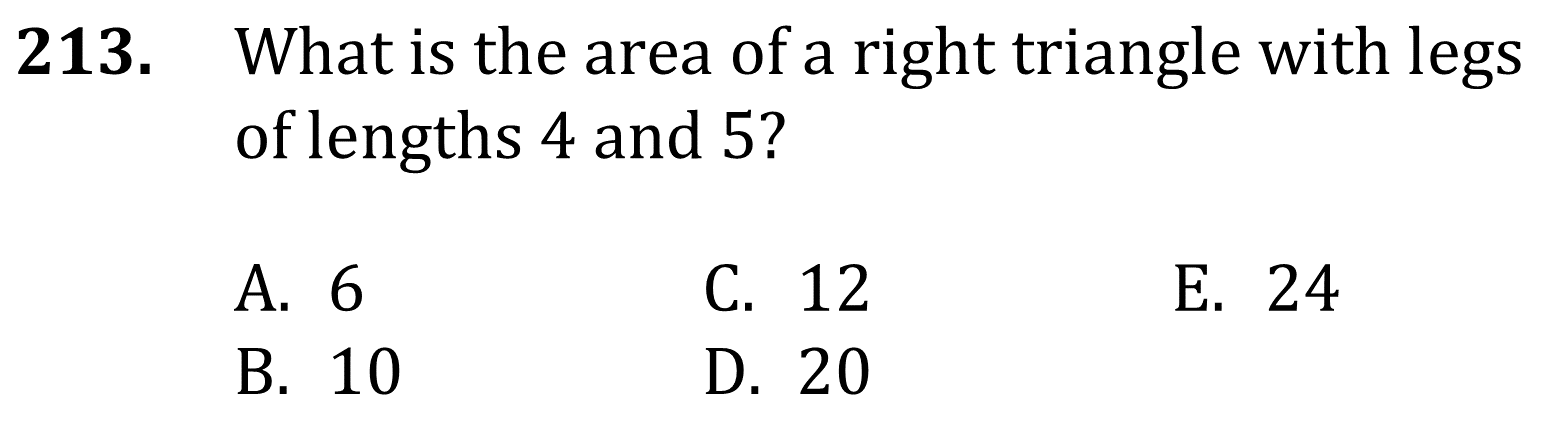 213. What is the area of a right triangle with legs
of lengths 4 and 5?
A. 6 C. 12 E. 24
B. 10 D. 20